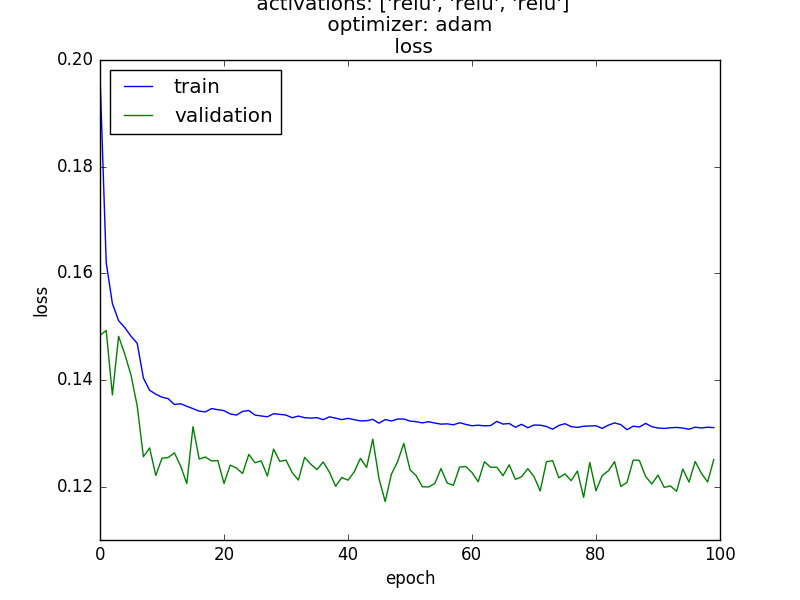 activations: ['relu', 'relu', 'relu']
optimizer: adam
loss
0.20
train
validation
0.18
0.16
loss
0.14
0.12
0 20 40 60 80 100
epoch